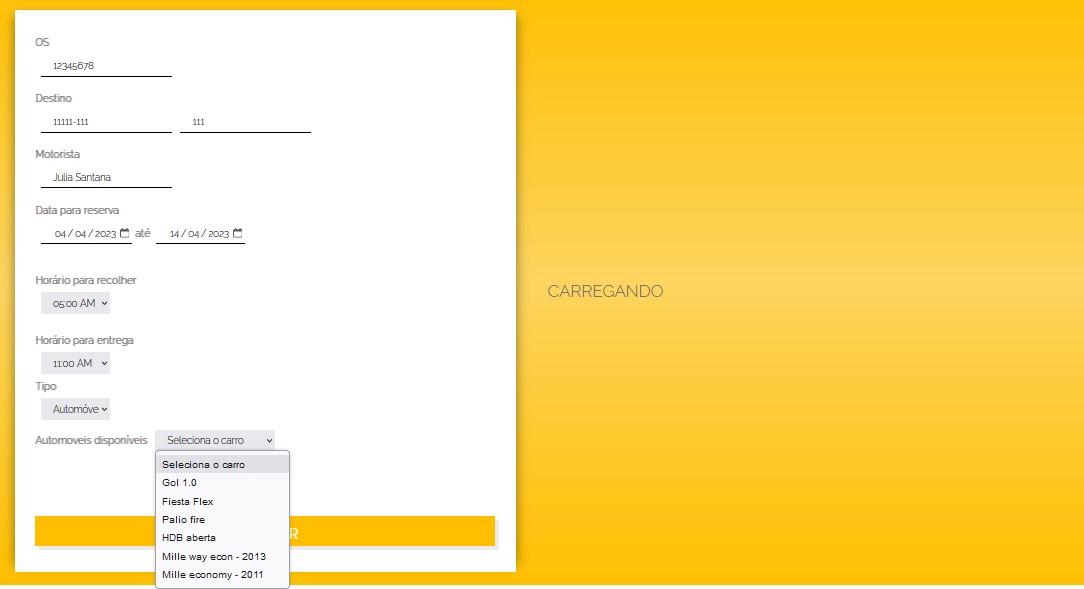 OS
12345678
Destino
11111-111 111
Motorista
Julia Santana
Data para reserva
04 / 04 / 2023 até 14 / 04 / 2023
Horário para recolher
05:00 AM
CARREGANDO
Horário para entrega
11:00 AM
Tipo
Automóve
Automoveis disponíveis Seleciona o carro
Seleciona o carro
Gol 1.0
Fiesta Flex
Palio fire
R
HDB aberta
Mille way econ - 2013
Mille economy - 2011